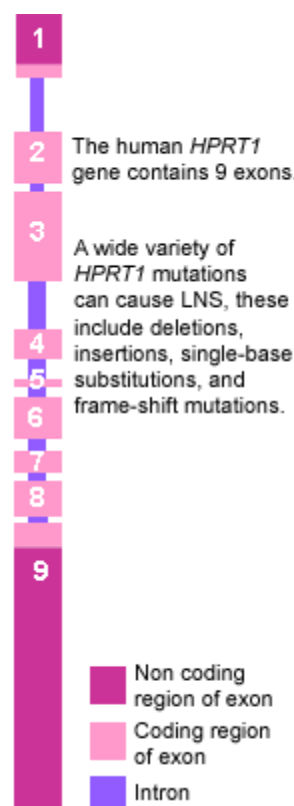 1
2
The human HPRT1
gene contains 9 exons
3
A wide variety of
HPRT1 mutations
can cause LNS, these
include deletions,
insertions, single-base
substitutions, and
frame-shift mutations.
4
5
6
7
8
9
Non coding
region of exon
Coding region
of exon
Intron